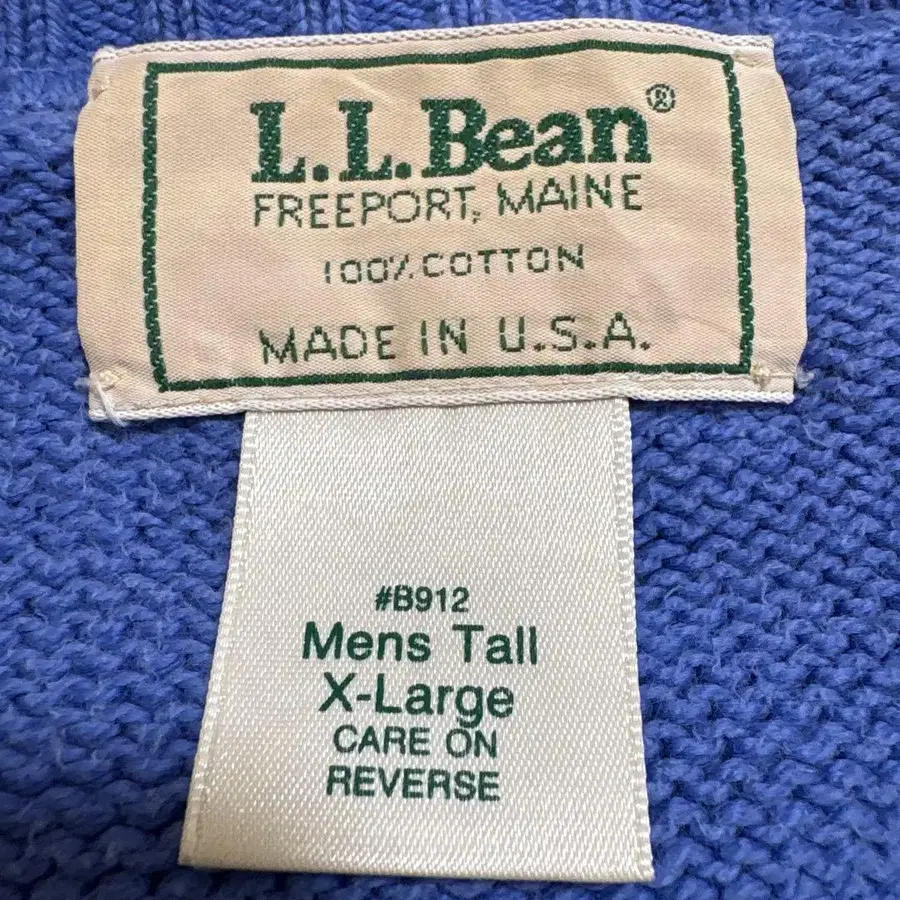 L.L.Bean®
FREEPORT, MAINE
100% COTTON
MADE IN U.S.A.
#B912
Mens Tall
X-Large
CARE ON
REVERSE